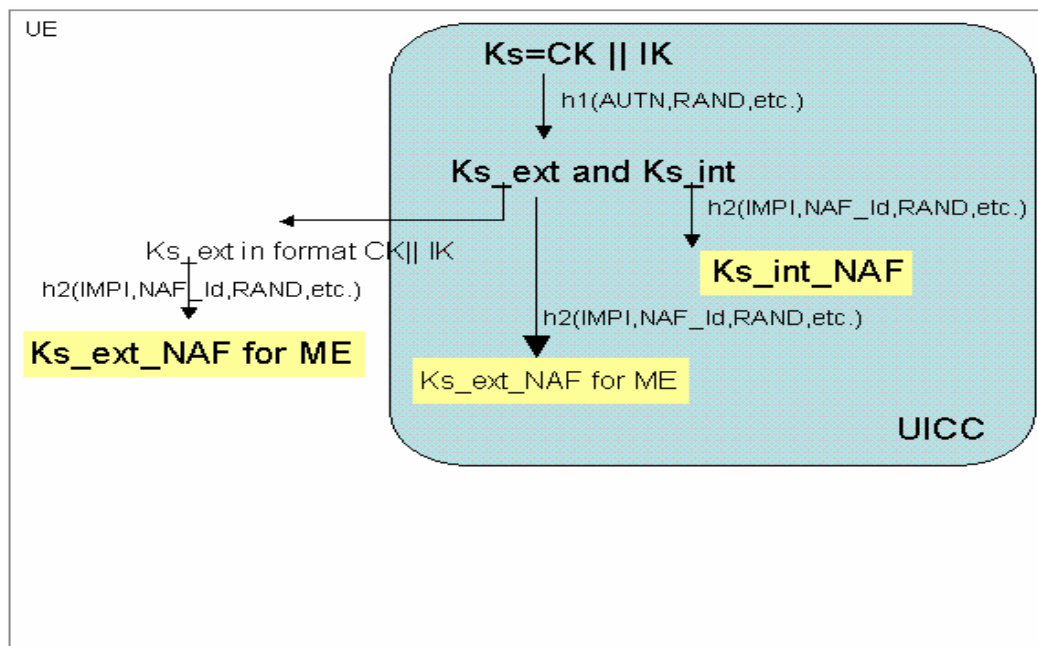 UE
Ks=CK || IK
h1(AUTN,RAND,etc.)
Ks_ext and Ks_int
h2(IMPI,NAF_Id,RAND,etc.)
Ks_ext in format CK|| IK
Ks_int_NAF
h2(IMPI,NAF_Id,RAND,etc.)
h2(IMPI,NAF_Id,RAND,etc.)
Ks_ext_NAF for ME
Ks_ext_NAF for ME
UICC